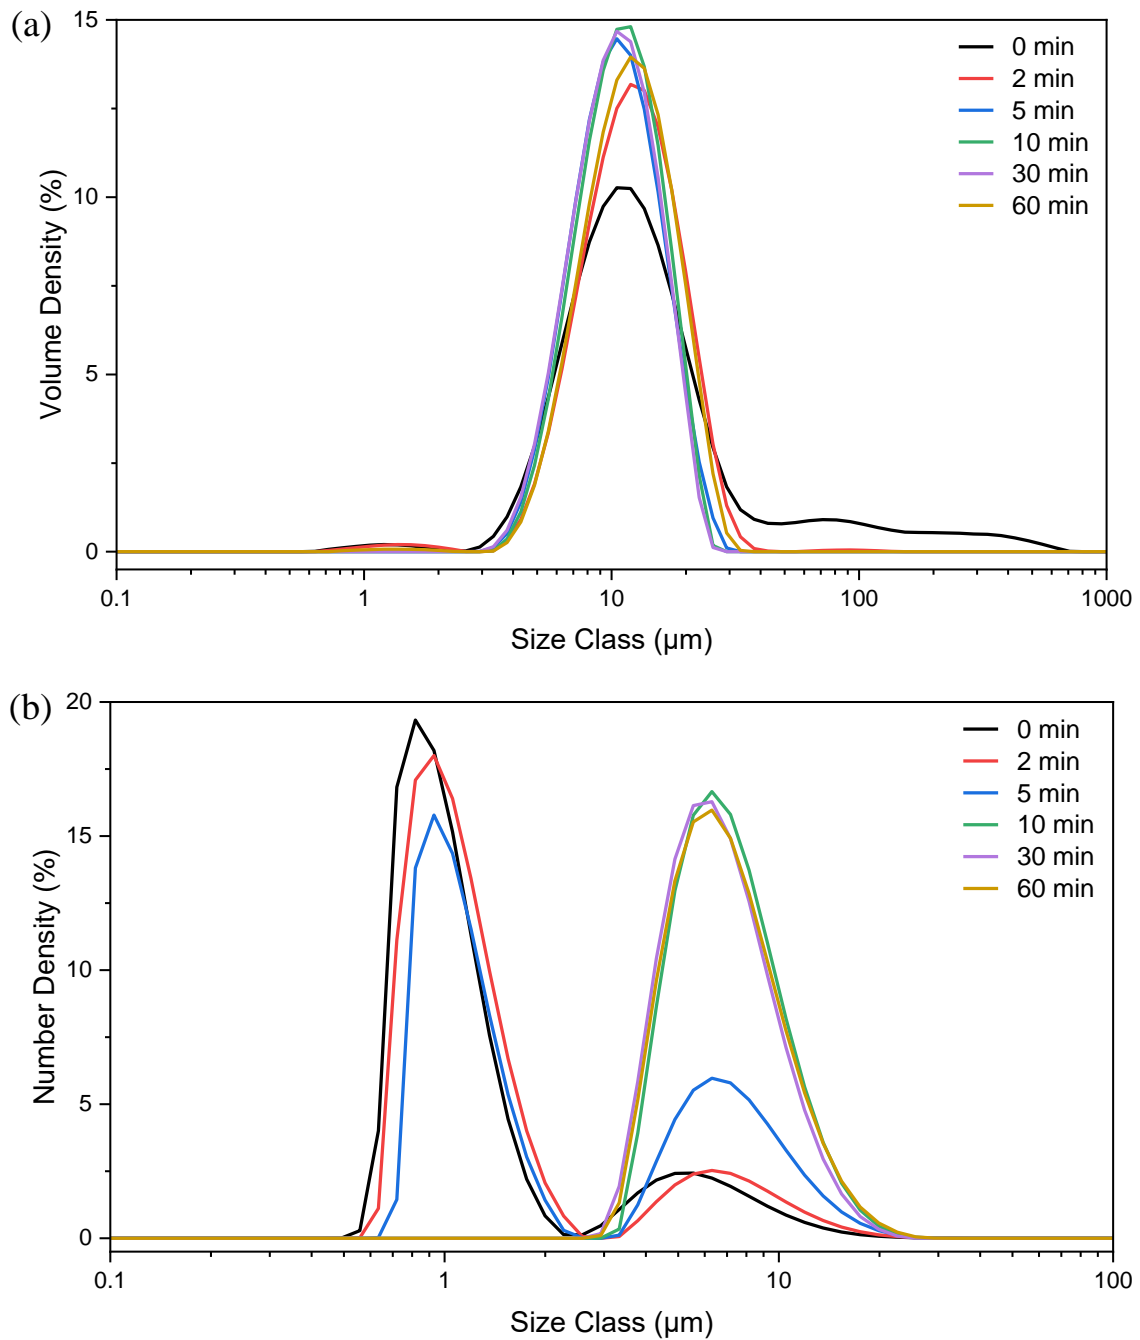 (a)
15
10
5
0
Volume Density (%)
0 min
2 min
5 min
10 min
30 min
60 min
0.1 1 10 100 1000
Size Class (µm)
(b)
20
15
10
5
0
Number Density (%)
0 min
2 min
5 min
10 min
30 min
60 min
0.1 1 10 100
Size Class (µm)